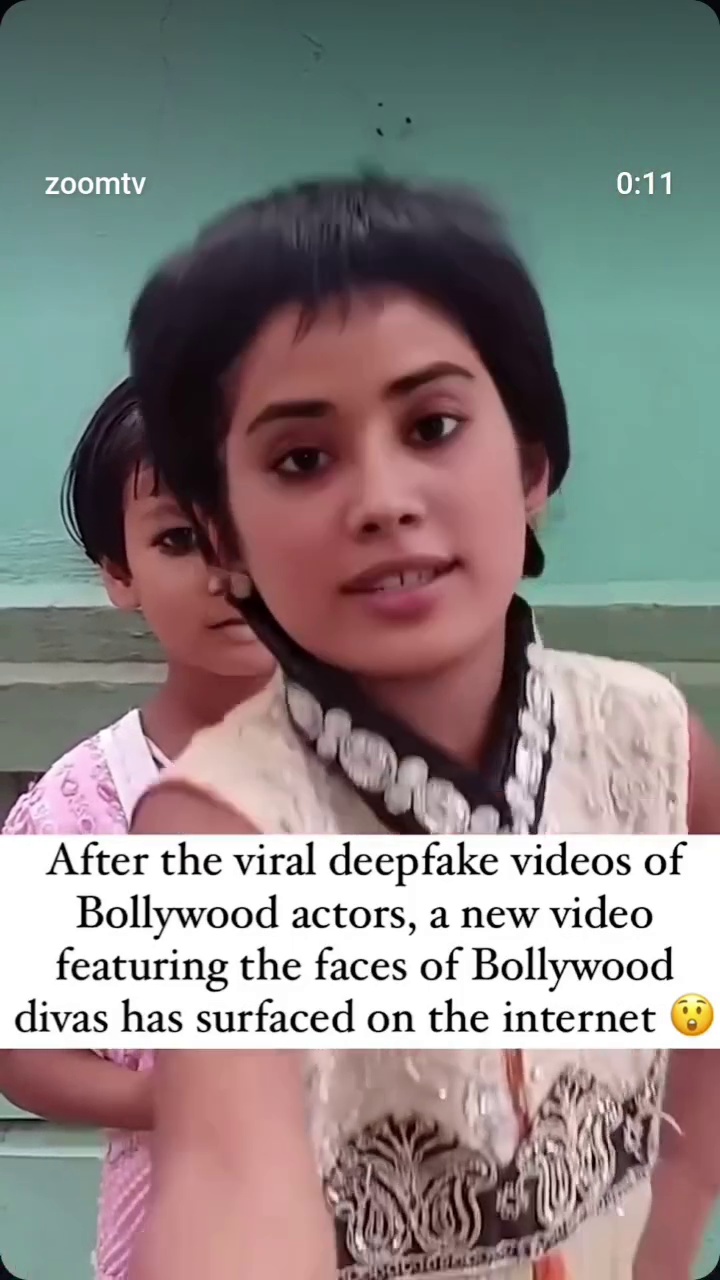 zoomtv
0:11
After the viral deepfake videos of
Bollywood actors, a new video
featuring the faces of Bollywood
divas has surfaced on the internet 😲